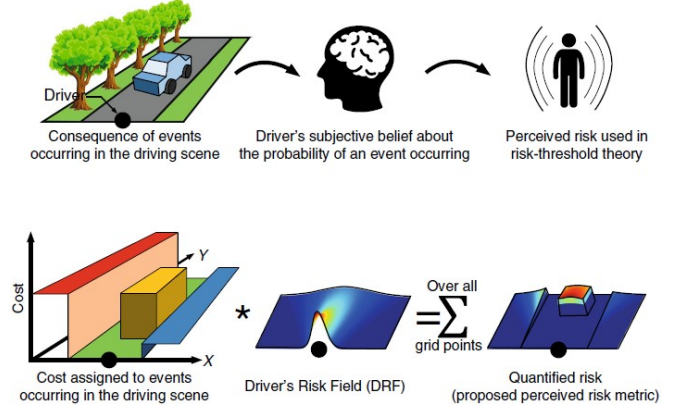 Driver
Consequence of events
occurring in the driving scene
Driver's subjective belief about
the probability of an event occurring
Perceived risk used in
risk-threshold theory
Cost
Y
X
*
=Σ
Over all
grid points
Cost assigned to events
occurring in the driving scene
Driver's Risk Field (DRF)
Quantified risk
(proposed perceived risk metric)